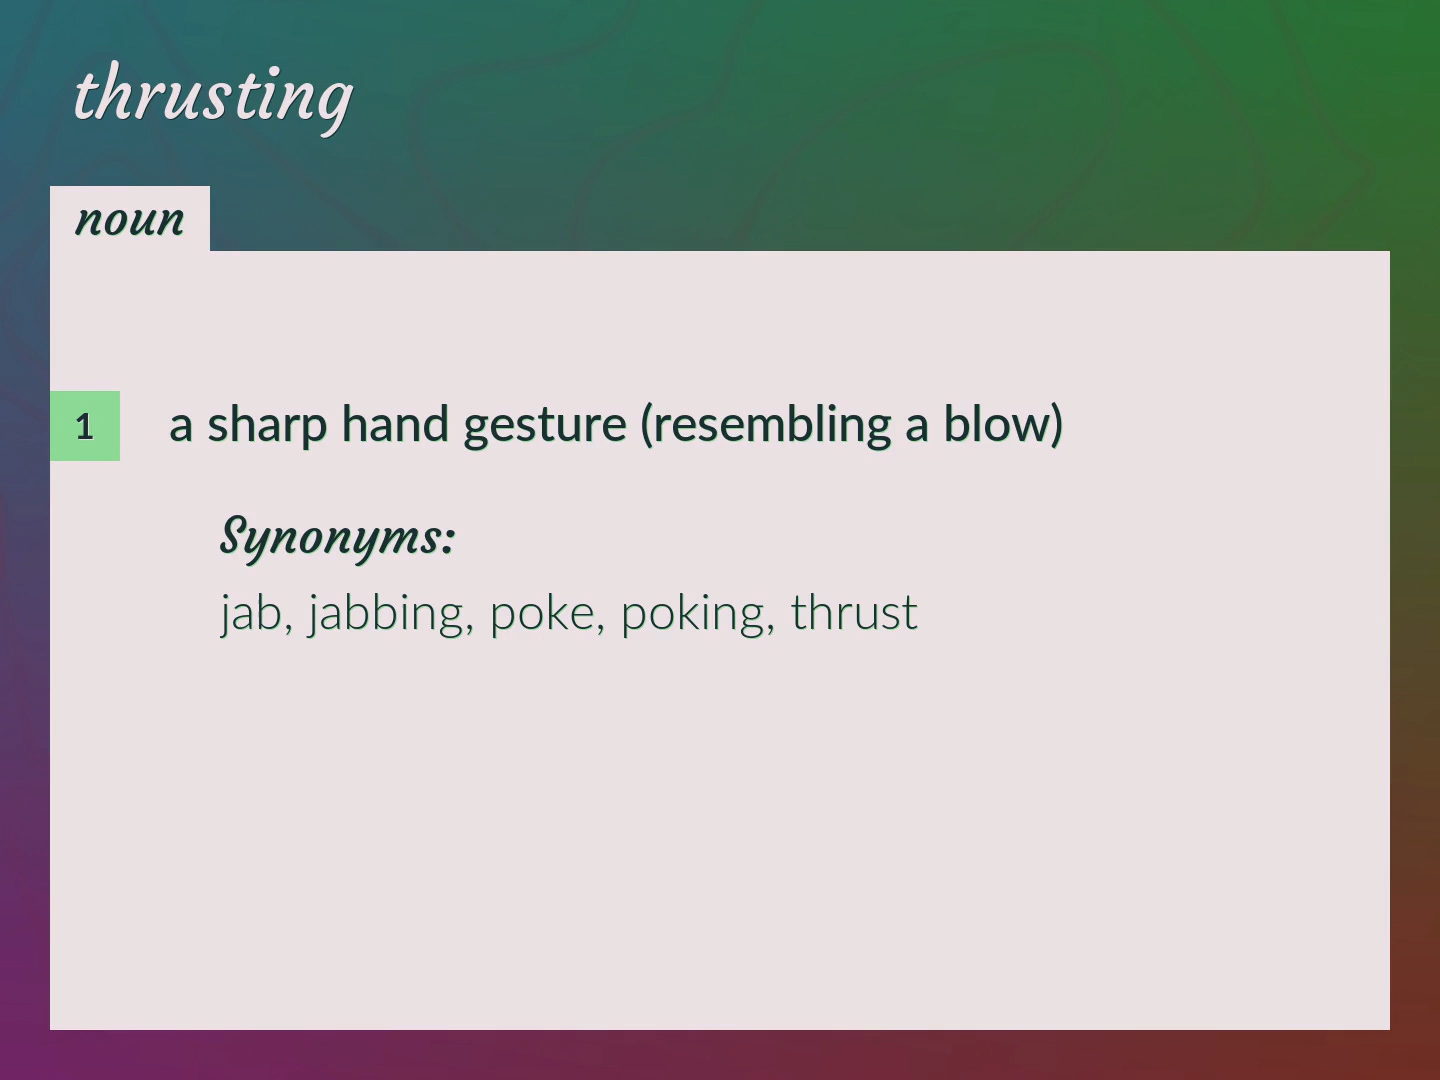 thrusting
noun
1 a sharp hand gesture (resembling a blow)
Synonyms:
jab, jabbing, poke, poking, thrust